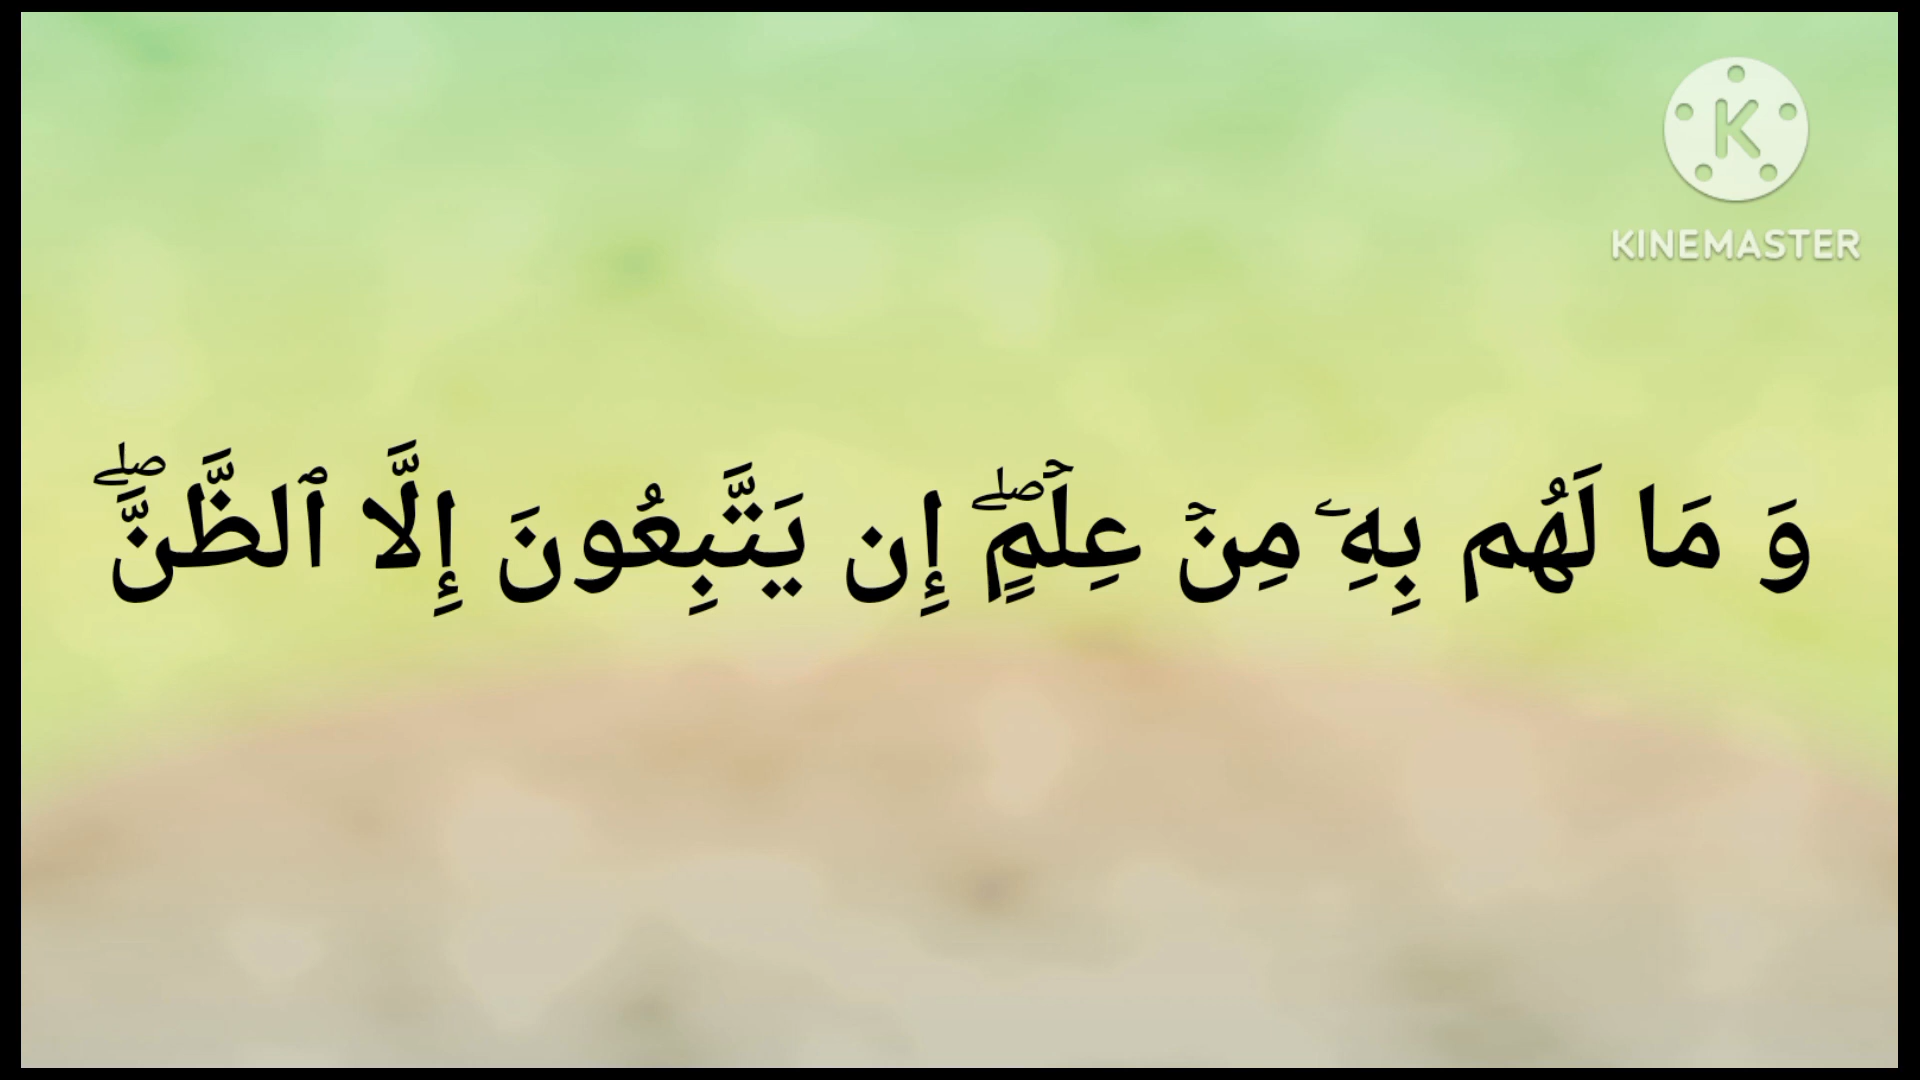 K
KINEMASTER
وَ مَا لَهُم بِهِۦ مِنۡ عِلۡمٍۖ إِن يَتَّبِعُونَ إِلَّا ٱلظَّنَّۖ